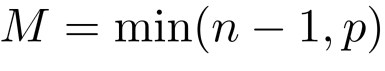 M = min(n − 1, p)